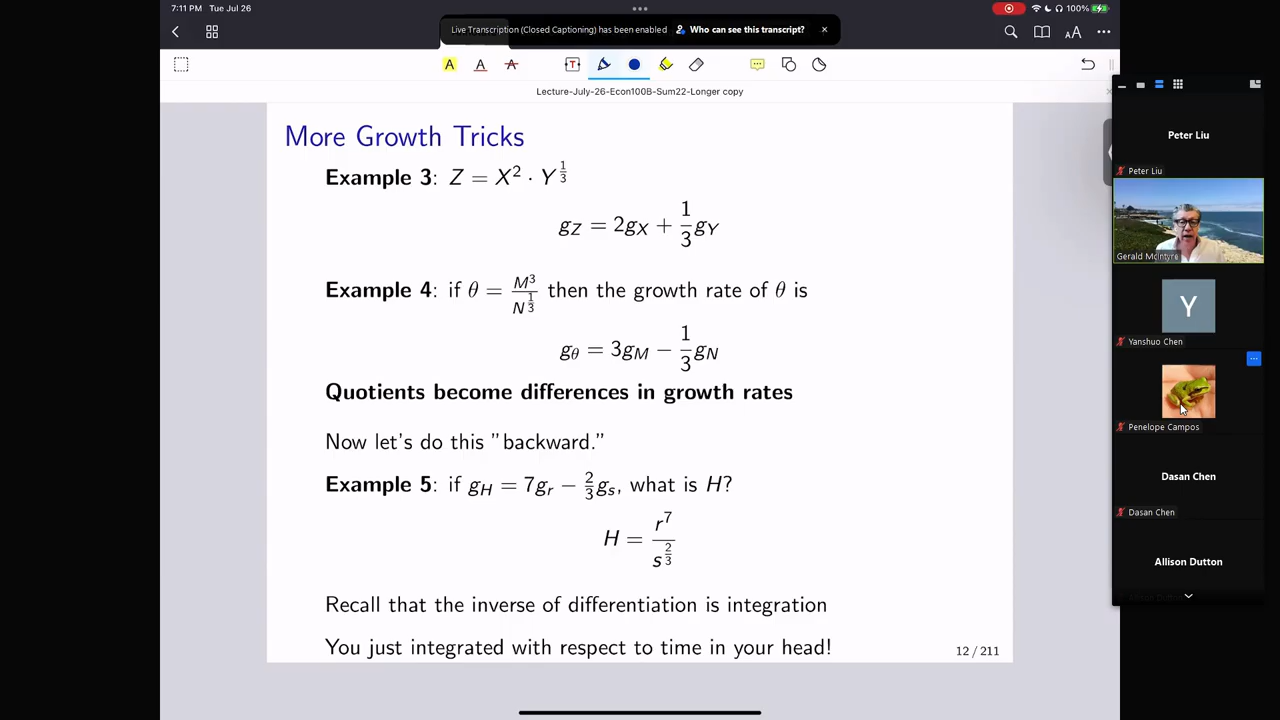 7:11 PM Tue Jul 26
100%
Live Transcription (Closed Captioning) has been enabled Who can see this transcript?
Lecture-July-26-Econ100B-Sum22-Longer copy
More Growth Tricks
Example 3: Z = X² · Y^{1/3}
g_Z = 2g_X + 1/3 g_Y
Example 4: if θ = M³/N^{1/3} then the growth rate of θ is
g_θ = 3g_M − 1/3 g_N
Quotients become differences in growth rates
Now let's do this "backward."
Example 5: if g_H = 7g_r − 2/3 g_s, what is H?
H = r⁷/s^{2/3}
Recall that the inverse of differentiation is integration
You just integrated with respect to time in your head!
12 / 211
Peter Liu
Peter Liu
Gerald McIntyre
Y
Yanshuo Chen
Penelope Campos
Dasan Chen
Dasan Chen
Allison Dutton